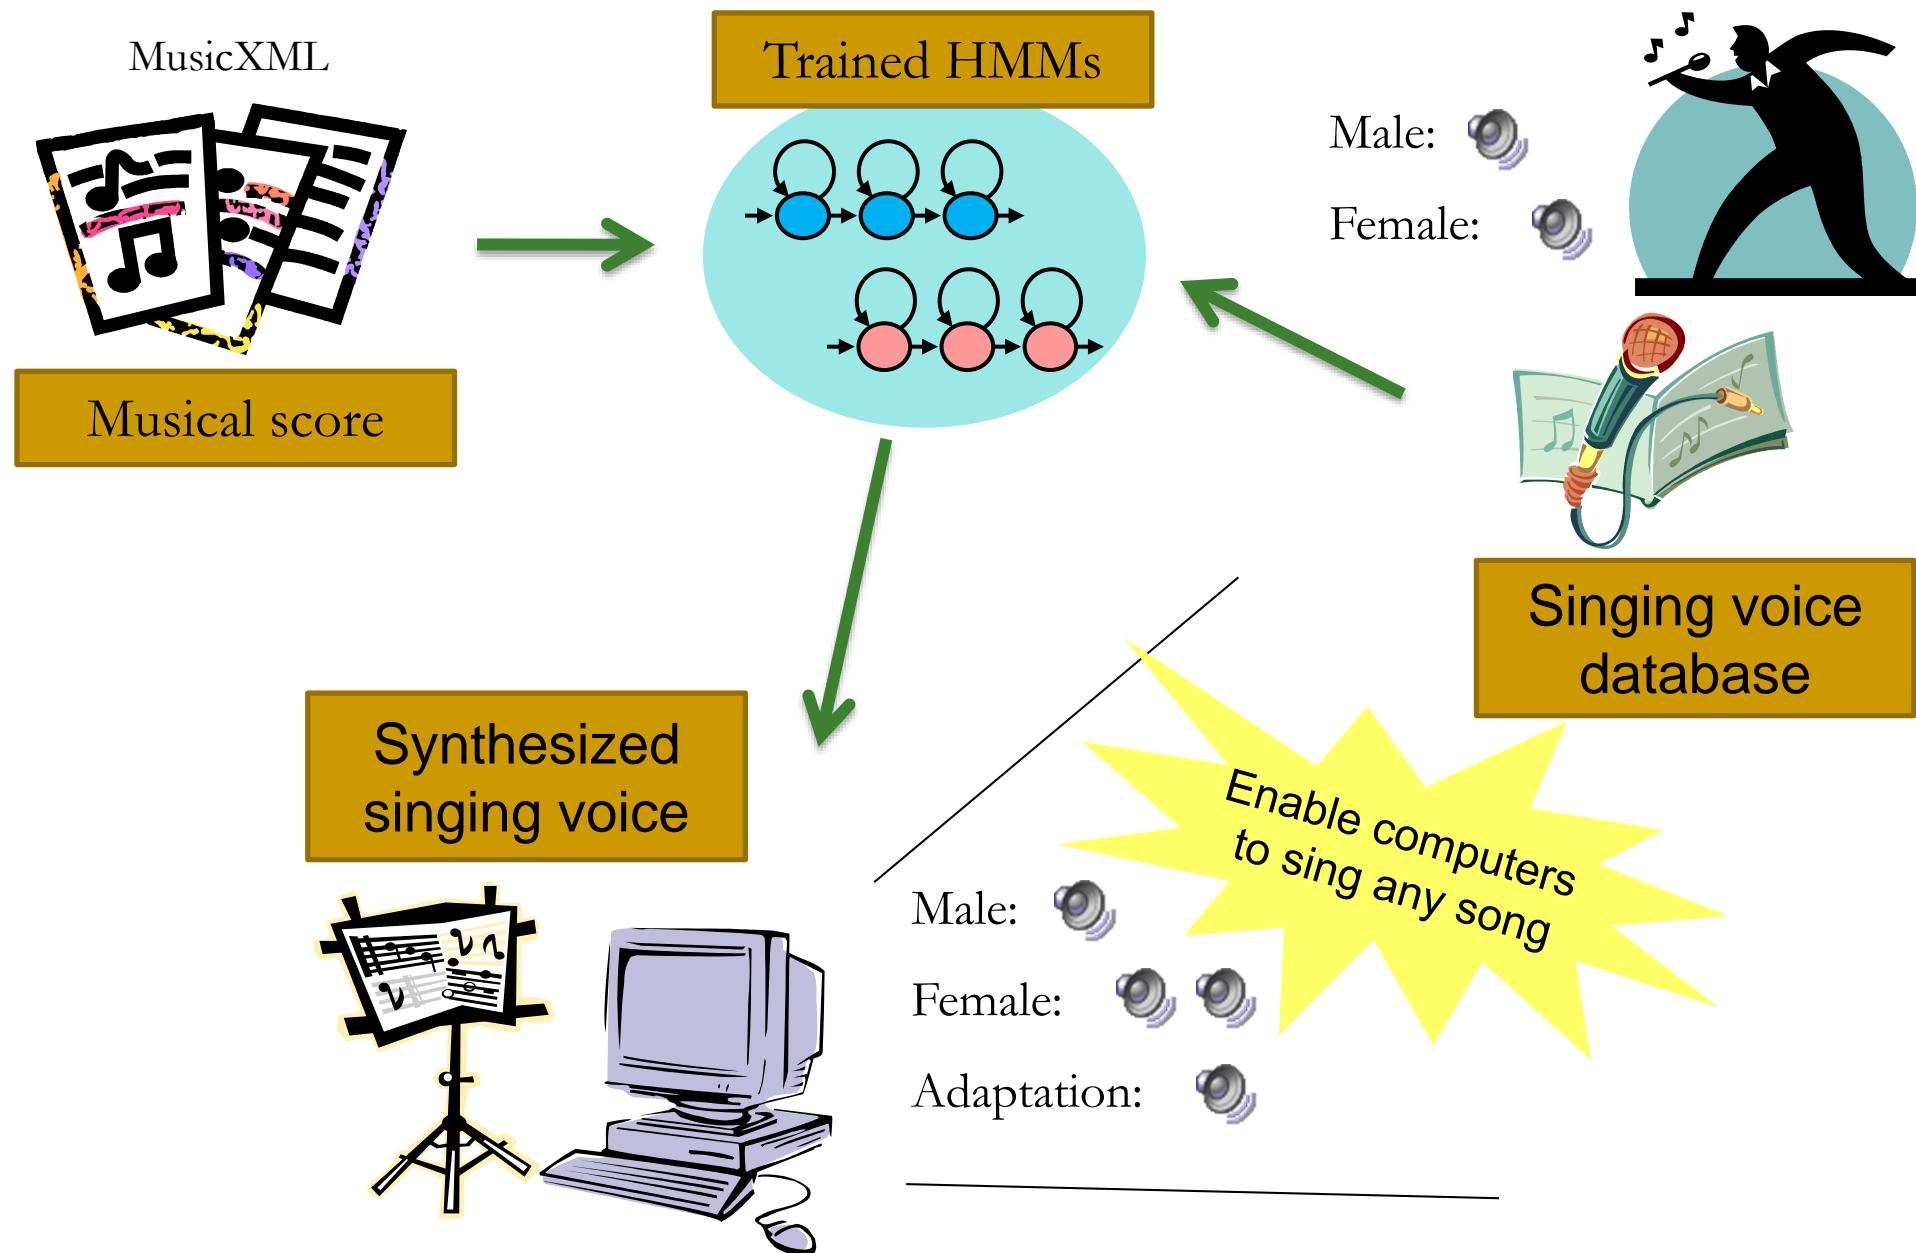 MusicXML
Musical score
Trained HMMs
Male:
Female:
Singing voice
database
Synthesized
singing voice
Enable computers
to sing any song
Male:
Female:
Adaptation: